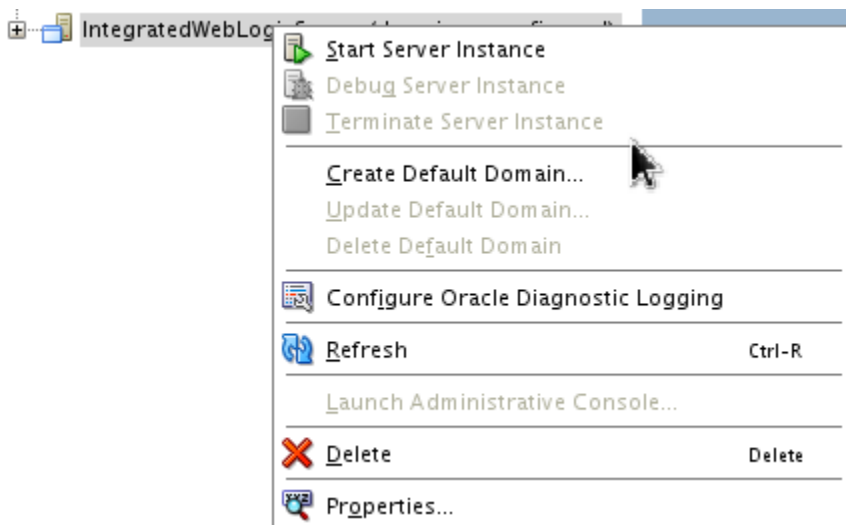 IntegratedWebLog
Start Server Instance
Debug Server Instance
Terminate Server Instance
Create Default Domain...
Update Default Domain...
Delete Default Domain
Configure Oracle Diagnostic Logging
Refresh Ctrl-R
Launch Administrative Console...
Delete Delete
Properties...